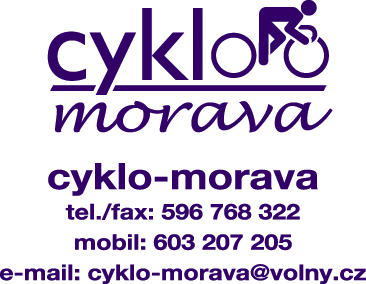 cyklo
morava
cyklo-morava
tel./fax: 596 768 322
mobil: 603 207 205
e-mail: cyklo-morava@volny.cz